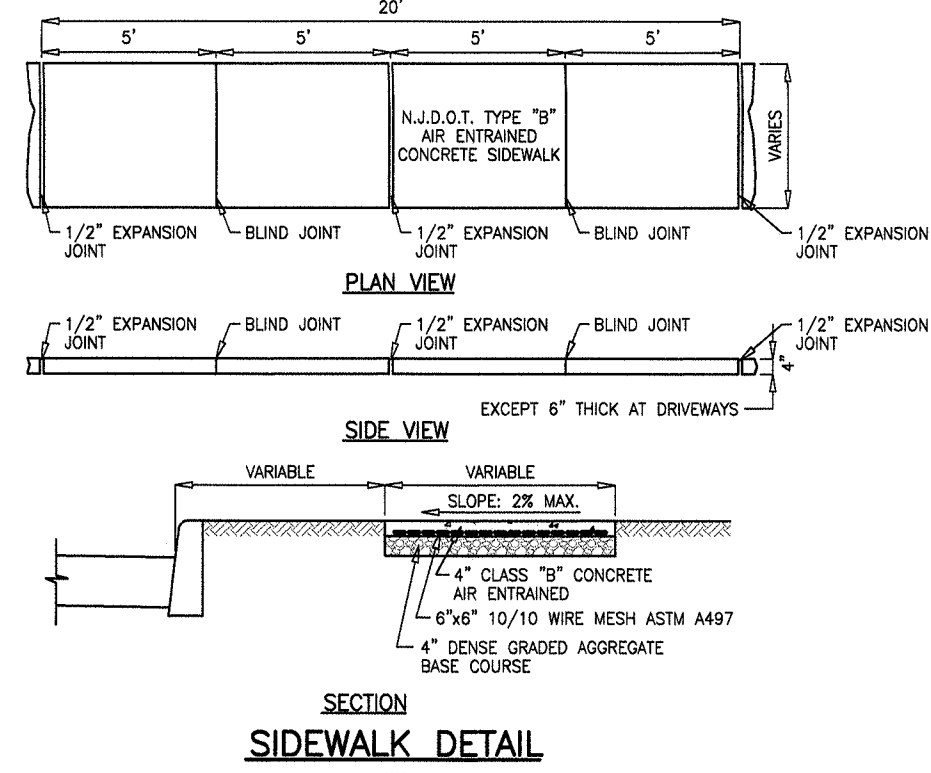 20'
5' 5' 5' 5'
N.J.D.O.T. TYPE "B"
AIR ENTRAINED
CONCRETE SIDEWALK
VARIES
1/2" EXPANSION
JOINT
BLIND JOINT
1/2" EXPANSION
JOINT
BLIND JOINT
1/2" EXPANSION
JOINT
PLAN VIEW
1/2" EXPANSION
JOINT
BLIND JOINT
1/2" EXPANSION
JOINT
BLIND JOINT
1/2" EXPANSION
JOINT
4"
EXCEPT 6" THICK AT DRIVEWAYS
SIDE VIEW
VARIABLE
VARIABLE
SLOPE: 2% MAX.
4" CLASS "B" CONCRETE
AIR ENTRAINED
6"x6" 10/10 WIRE MESH ASTM A497
4" DENSE GRADED AGGREGATE
BASE COURSE
SECTION
SIDEWALK DETAIL